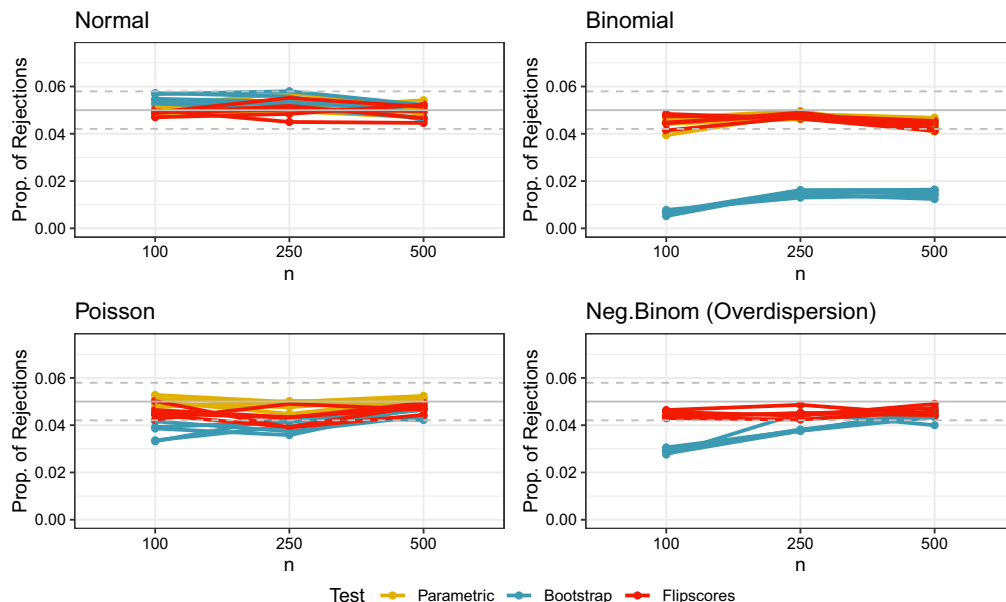 Normal
Binomial
Prop. of Rejections
0.06
0.04
0.02
0.00
100 250 500
n
Prop. of Rejections
0.06
0.04
0.02
0.00
100 250 500
n
Poisson
Neg.Binom (Overdispersion)
Prop. of Rejections
0.06
0.04
0.02
0.00
100 250 500
n
Prop. of Rejections
0.06
0.04
0.02
0.00
100 250 500
n
Test Parametric Bootstrap Flipscores